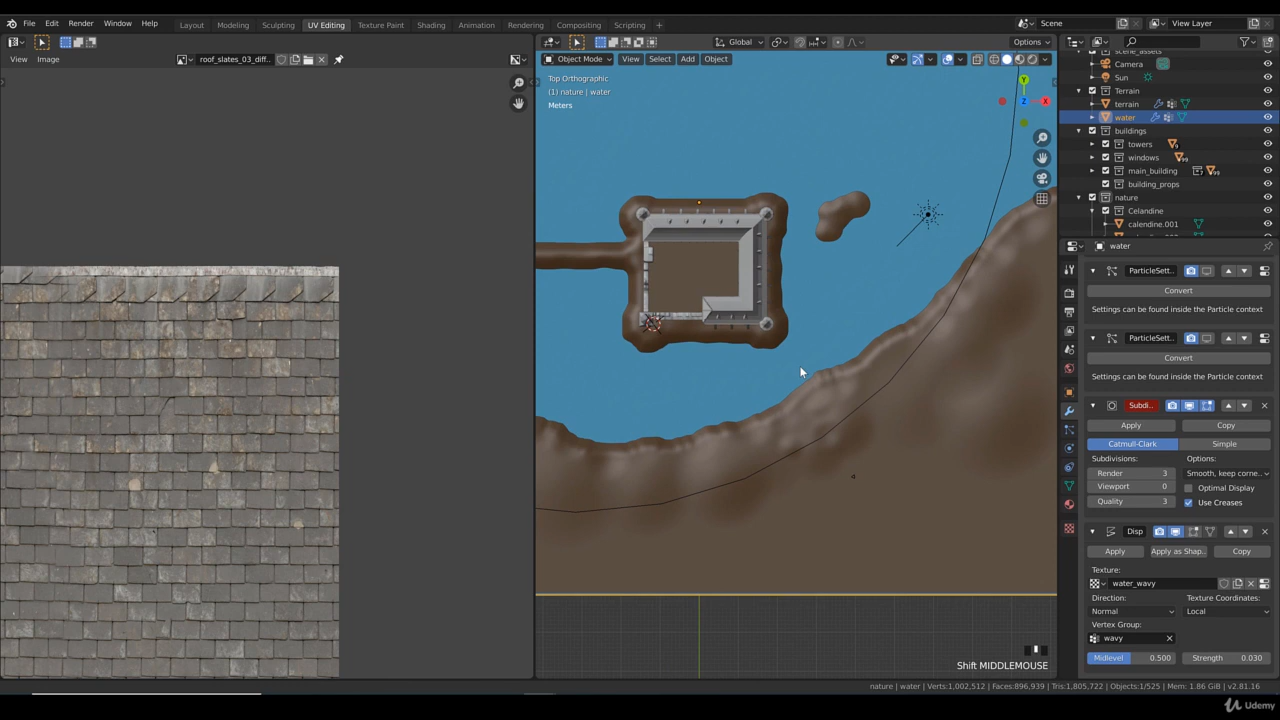 File Edit Render Window Help Layout Modeling Sculpting UV Editing Texture Paint Shading Animation Rendering Compositing Scripting + Scene View Layer
Global Options
View Image roof_slates_03_diff... Object Mode View Select Add Object
Top Orthographic
(1) nature | water
Meters
Y
Z X
scene_assets
Camera
Sun
Terrain
terrain
water
buildings
towers
windows
main_building
building_props
nature
Celandine
calendine.001
water
ParticleSett
Convert
Settings can be found inside the Particle context
ParticleSett
Convert
Settings can be found inside the Particle context
Subdi..
Apply Copy
Catmull-Clark Simple
Subdivisions: Options:
Render 3 Smooth, keep corne..
Viewport 0 Optimal Display
Quality 3 Use Creases
Disp
Apply Apply as Shap.. Copy
Texture:
water_wavy
Direction: Texture Coordinates:
Normal Local
Vertex Group:
wavy
Midlevel 0.500 Strength 0.030
Shift MIDDLEMOUSE
nature | water | Verts:1,002,512 | Faces:896,939 | Tris:1,805,722 | Objects:1/525 | Mem: 1.86 GiB | v2.81.16
Udemy